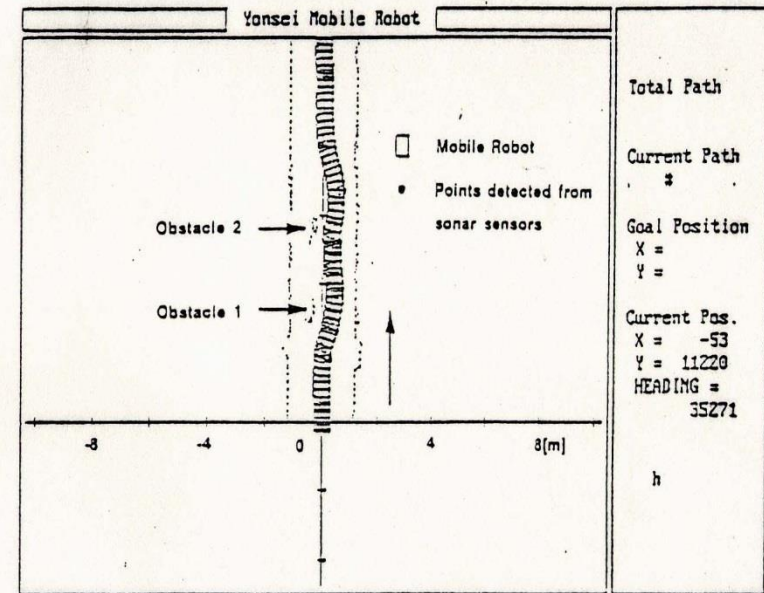 Yonsei Mobile Robot
Mobile Robot
Points detected from
sonar sensors
Obstacle 2
Obstacle 1
-8
-4
0
4
8[m]
Total Path
Current Path
#
Goal Position
X =
Y =
Current Pos.
X = -53
Y = 11220
HEADING =
35271
h